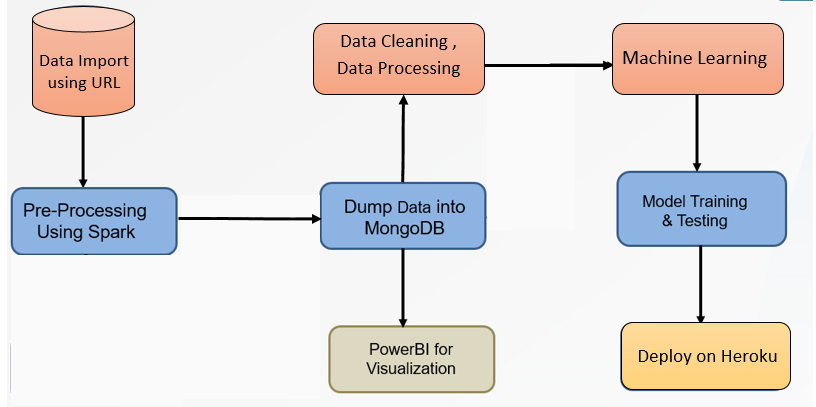 Data Import
using URL
Pre-Processing
Using Spark
Data Cleaning ,
Data Processing
Dump Data into
MongoDB
PowerBI for
Visualization
Machine Learning
Model Training
& Testing
Deploy on Heroku